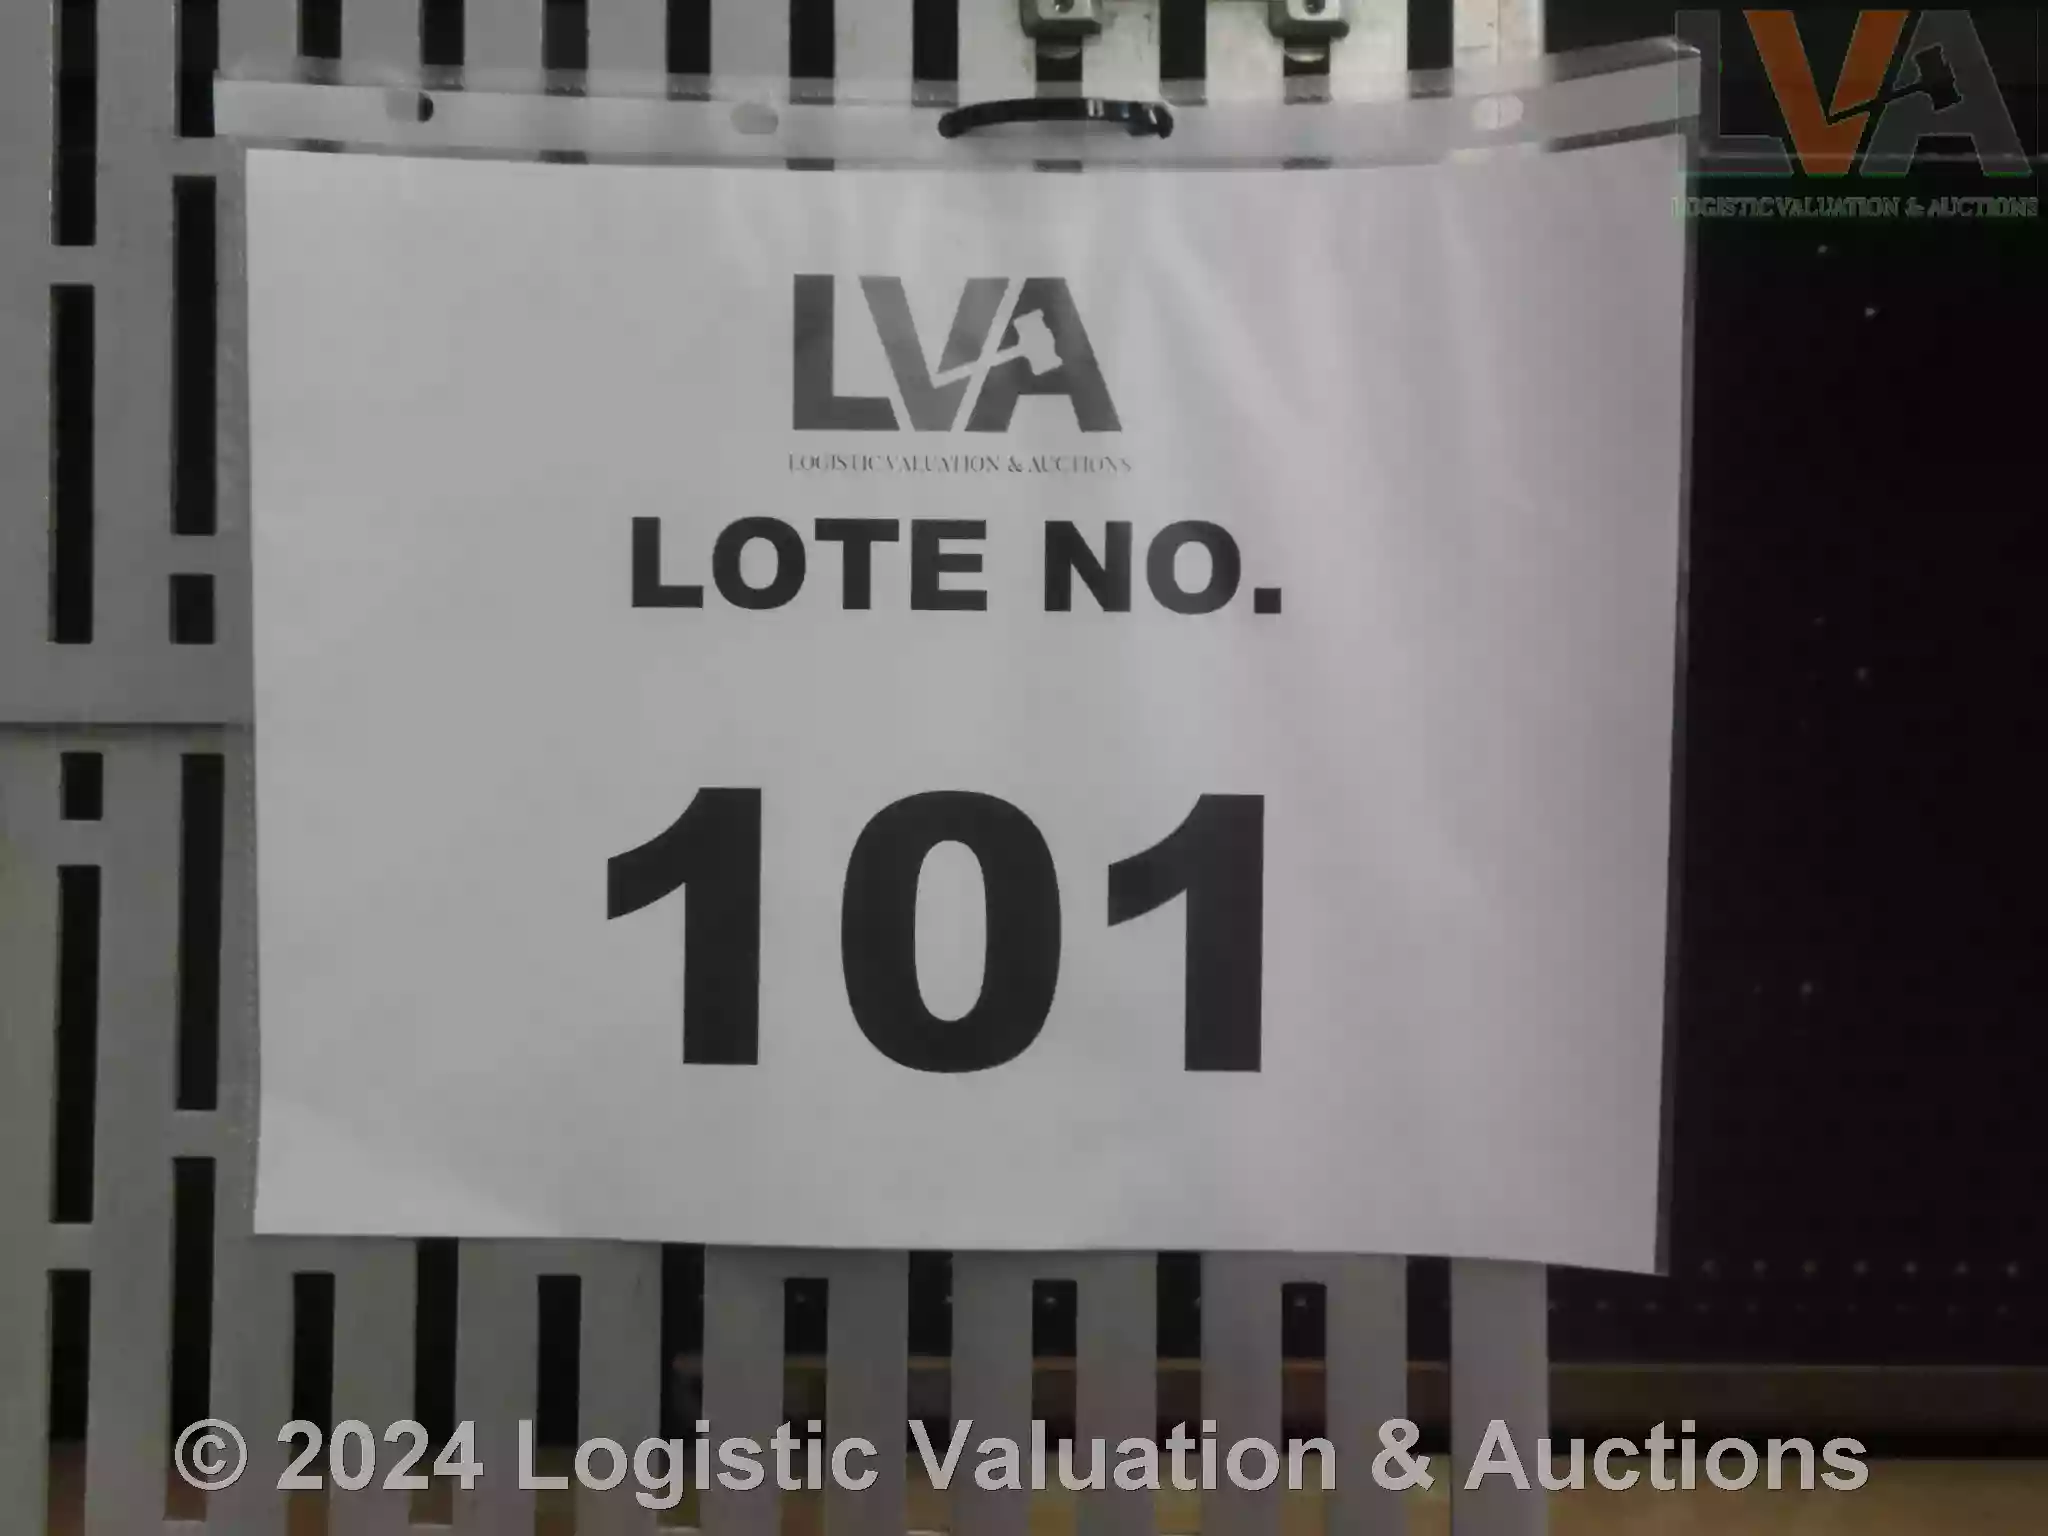 LVA
LOGISTIC VALUATION & AUCTIONS
LVA
LOGISTIC VALUATION & AUCTIONS
LOTE NO.
101
© 2024 Logistic Valuation & Auctions